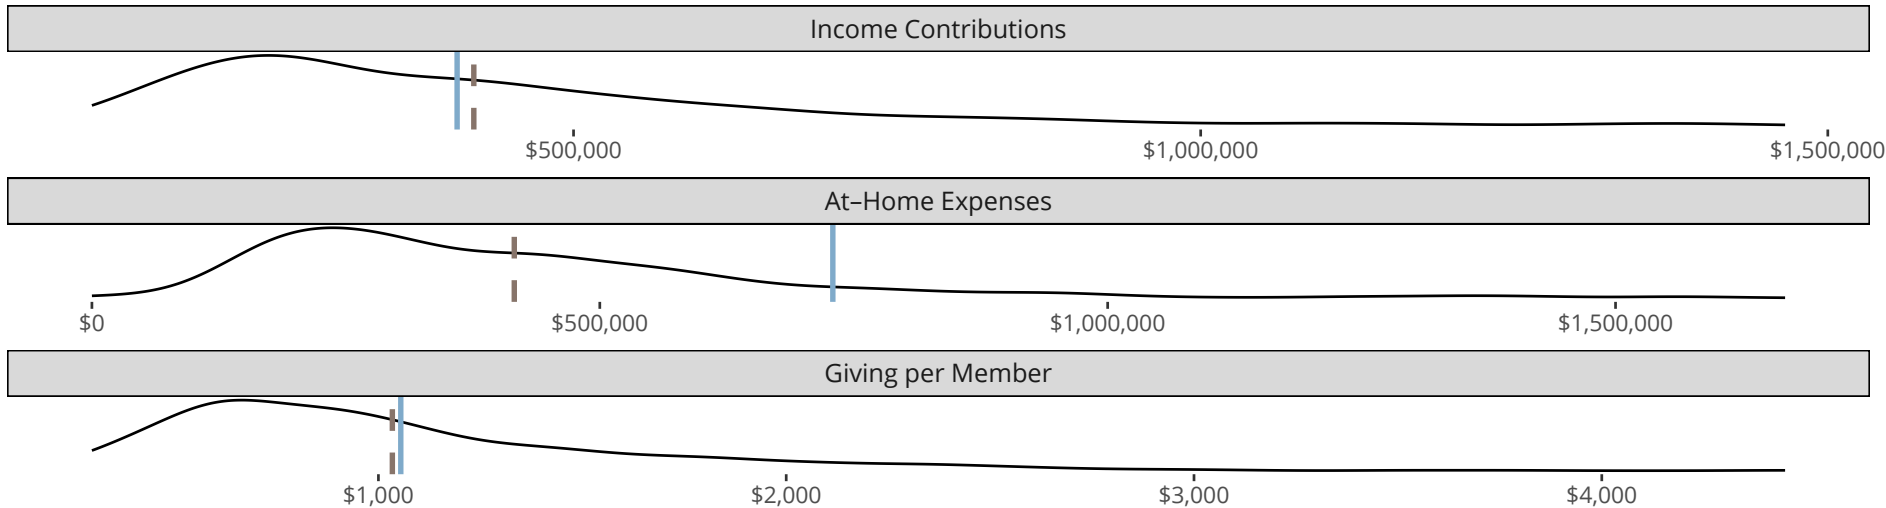 Income Contributions
$500,000 $1,000,000 $1,500,000
At–Home Expenses
$0 $500,000 $1,000,000 $1,500,000
Giving per Member
$1,000 $2,000 $3,000 $4,000